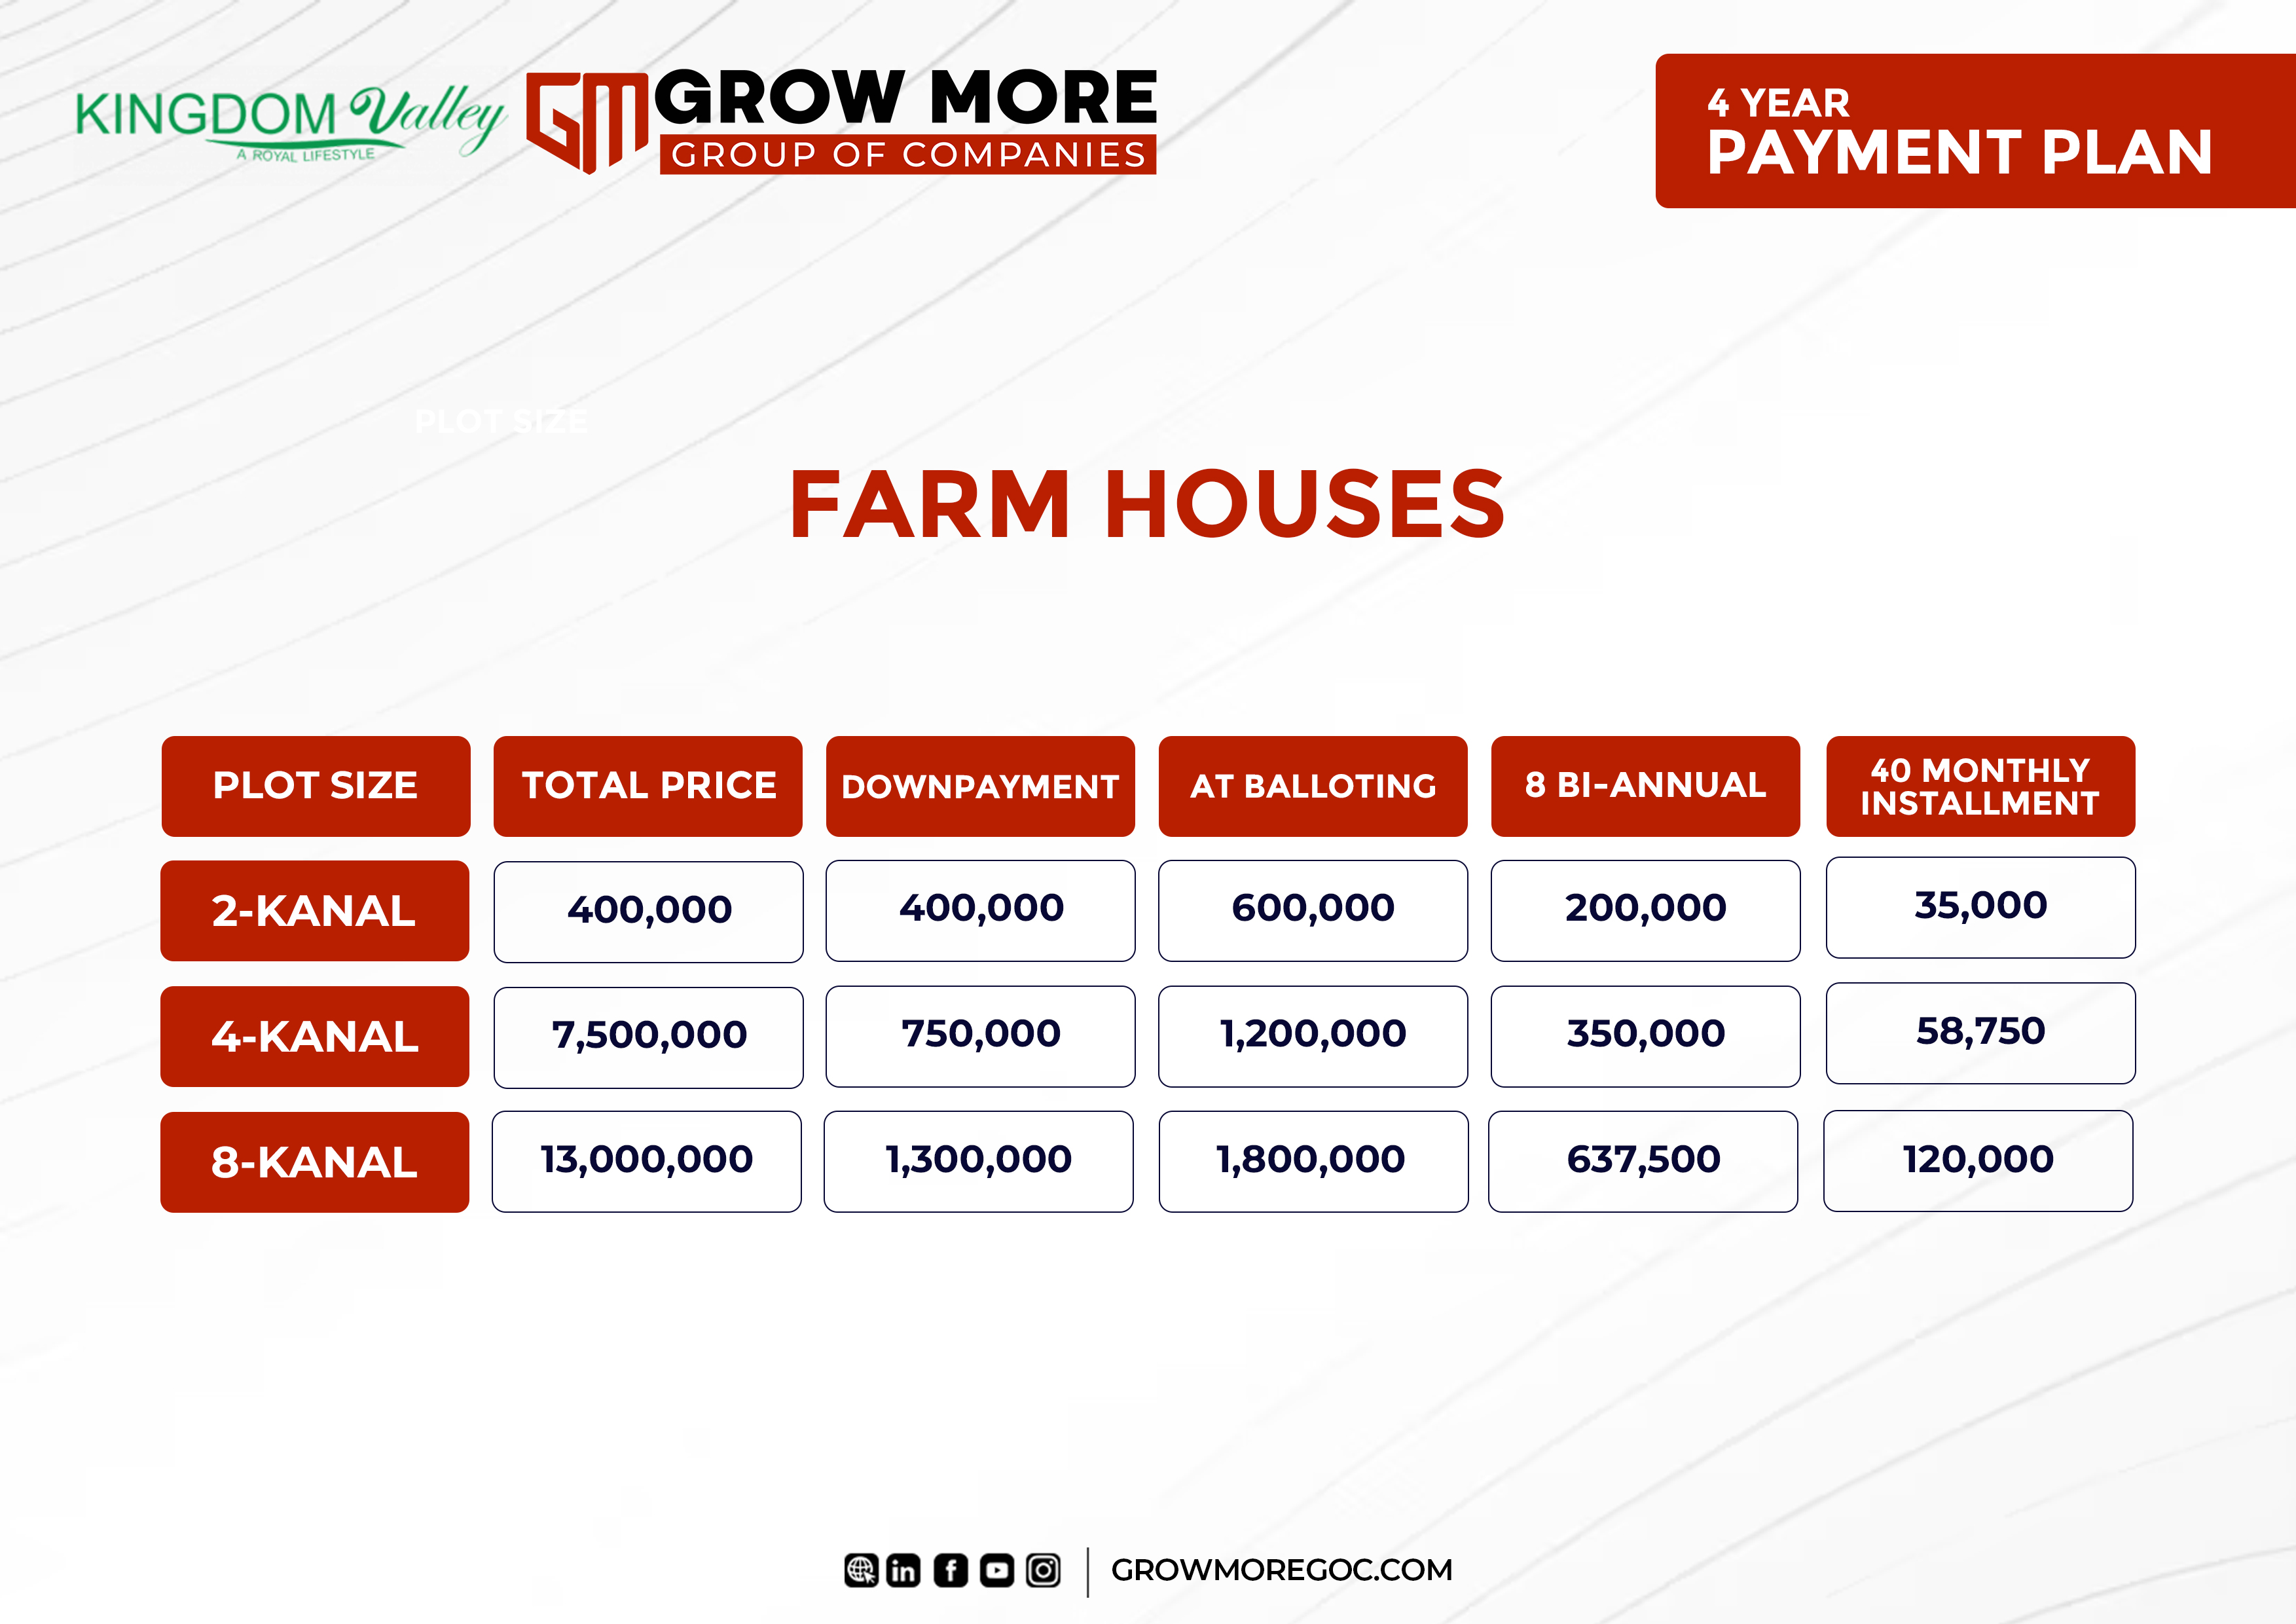 KINGDOM Valley
A ROYAL LIFESTYLE
GM
GROW MORE
GROUP OF COMPANIES
4 YEAR
PAYMENT PLAN
PLOT SIZE
FARM HOUSES
PLOT SIZE TOTAL PRICE DOWNPAYMENT AT BALLOTING 8 BI-ANNUAL 40 MONTHLY
INSTALLMENT
2-KANAL 400,000 400,000 600,000 200,000 35,000
4-KANAL 7,500,000 750,000 1,200,000 350,000 58,750
8-KANAL 13,000,000 1,300,000 1,800,000 637,500 120,000
in f GROWMOREGOC.COM